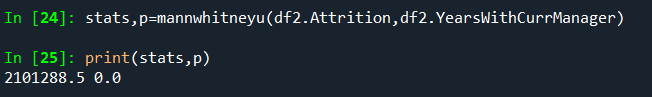 In [24]: stats,p=mannwhitneyu(df2.Attrition,df2.YearsWithCurrManager)
In [25]: print(stats,p)
2101288.5 0.0